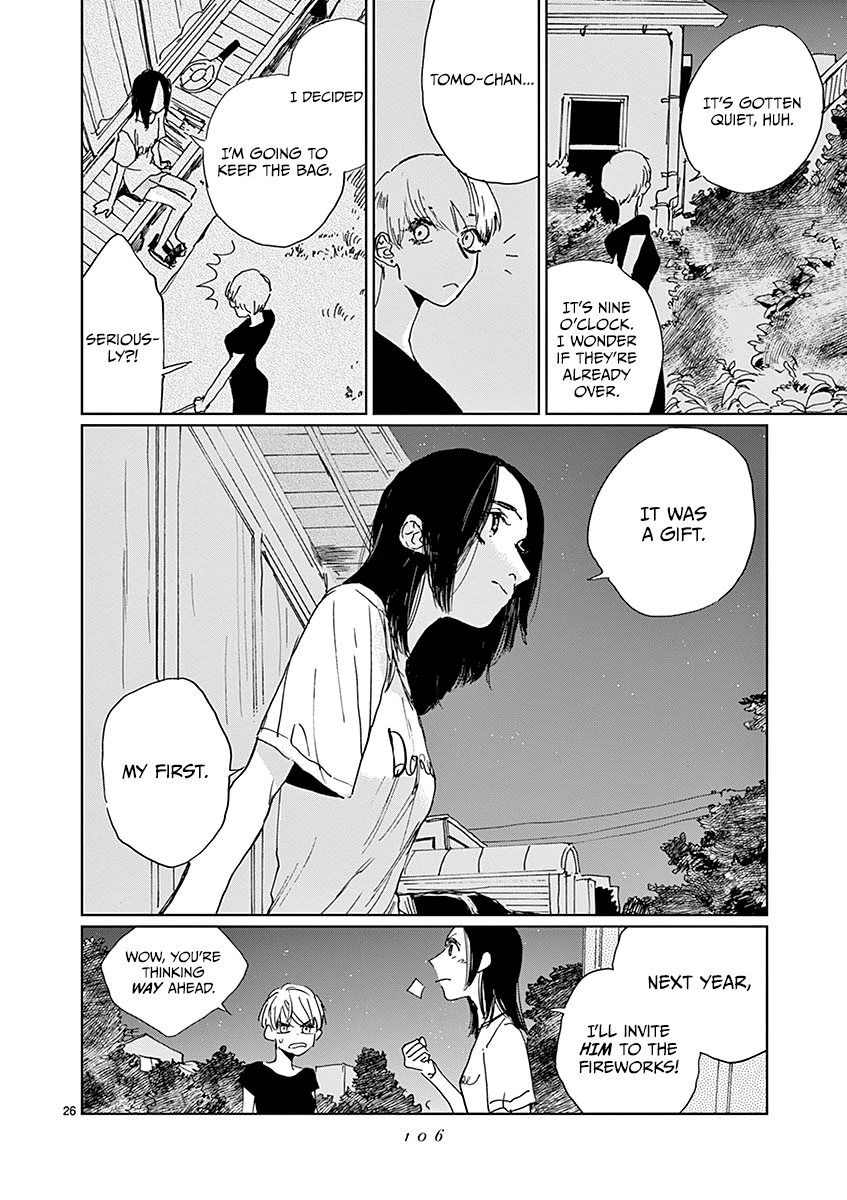 IT'S GOTTEN
QUIET, HUH.
IT'S NINE
O'CLOCK.
I WONDER
IF THEY'RE
ALREADY
OVER.
TOMO-CHAN...
I DECIDED
I'M GOING TO
KEEP THE BAG.
SERIOUS-
LY?!
IT WAS
A GIFT.
MY FIRST.
NEXT YEAR,
I'LL INVITE
HIM TO THE
FIREWORKS!
WOW, YOU'RE
THINKING
WAY AHEAD.
26
106